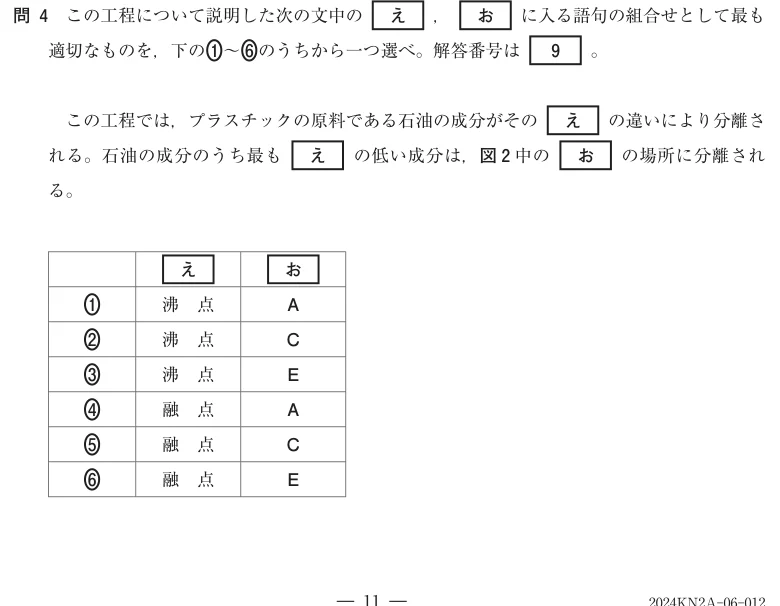 問 4 この工程について説明した次の文中の え , お に入る語句の組合せとして最も
適切なものを，下の①～⑥のうちから一つ選べ。解答番号は 9 。
この工程では，プラスチックの原料である石油の成分がその え の違いにより分離さ
れる。石油の成分のうち最も え の低い成分は，図2中の お の場所に分離され
る。
え お
① 沸 点 A
② 沸 点 C
③ 沸 点 E
④ 融 点 A
⑤ 融 点 C
⑥ 融 点 E
— 11 —
2024KN2A-06-012